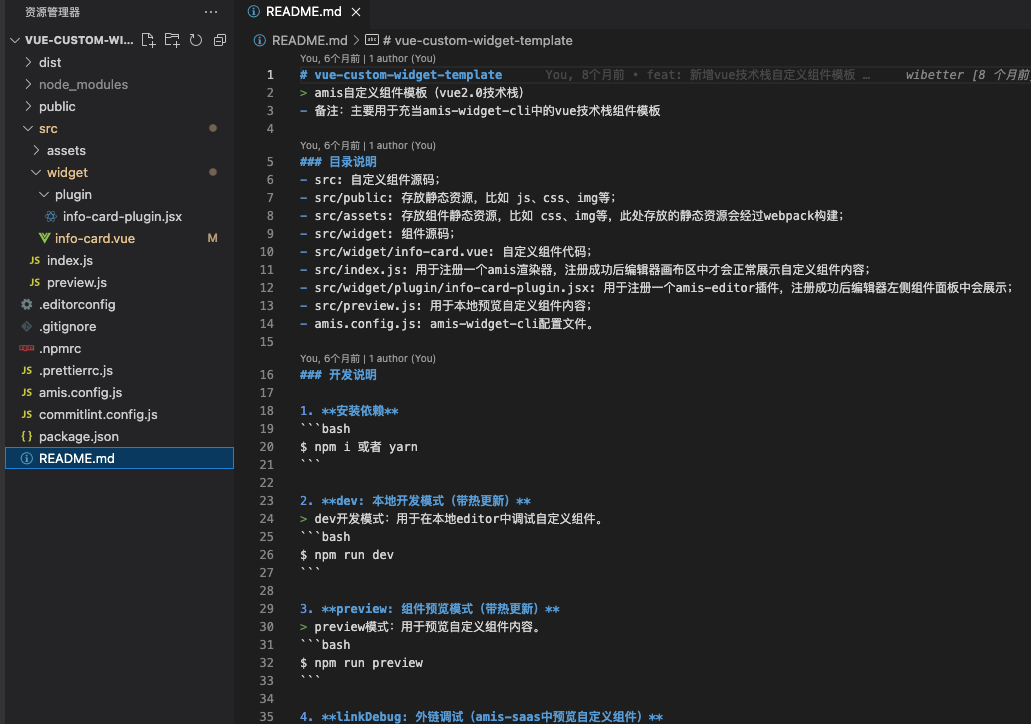 资源管理器
VUE-CUSTOM-WI...
dist
node_modules
public
src
assets
widget
plugin
info-card-plugin.jsx
info-card.vue M
JS index.js
JS preview.js
.editorconfig
.gitignore
.npmrc
JS .prettierrc.js
JS amis.config.js
JS commitlint.config.js
{} package.json
README.md
README.md
README.md > # vue-custom-widget-template
You, 6个月前 | 1 author (You)
1 # vue-custom-widget-template You, 8个月前 • feat: 新增vue技术栈自定义组件模板 … wibetter [8 个月前
2 > amis自定义组件模板（vue2.0技术栈）
3 - 备注：主要用于充当amis-widget-cli中的vue技术栈组件模板
4
You, 6个月前 | 1 author (You)
5 ### 目录说明
6 - src: 自定义组件源码；
7 - src/public: 存放静态资源，比如 js、css、img等；
8 - src/assets: 存放组件静态资源，比如 css、img等，此处存放的静态资源会经过webpack构建；
9 - src/widget: 组件源码；
10 - src/widget/info-card.vue: 自定义组件代码；
11 - src/index.js: 用于注册一个amis渲染器，注册成功后编辑器画布区中才会正常展示自定义组件内容；
12 - src/widget/plugin/info-card-plugin.jsx: 用于注册一个amis-editor插件，注册成功后编辑器左侧组件面板中会展示；
13 - src/preview.js: 用于本地预览自定义组件内容；
14 - amis.config.js: amis-widget-cli配置文件。
15
You, 6个月前 | 1 author (You)
16 ### 开发说明
17
18 1. **安装依赖**
19 ```bash
20 $ npm i 或者 yarn
21 ```
22
23 2. **dev: 本地开发模式（带热更新）**
24 > dev开发模式：用于在本地editor中调试自定义组件。
25 ```bash
26 $ npm run dev
27 ```
28
29 3. **preview: 组件预览模式（带热更新）**
30 > preview模式：用于预览自定义组件内容。
31 ```bash
32 $ npm run preview
33 ```
34
35 4. **linkDebug: 外链调试（amis-saas中预览自定义组件）**